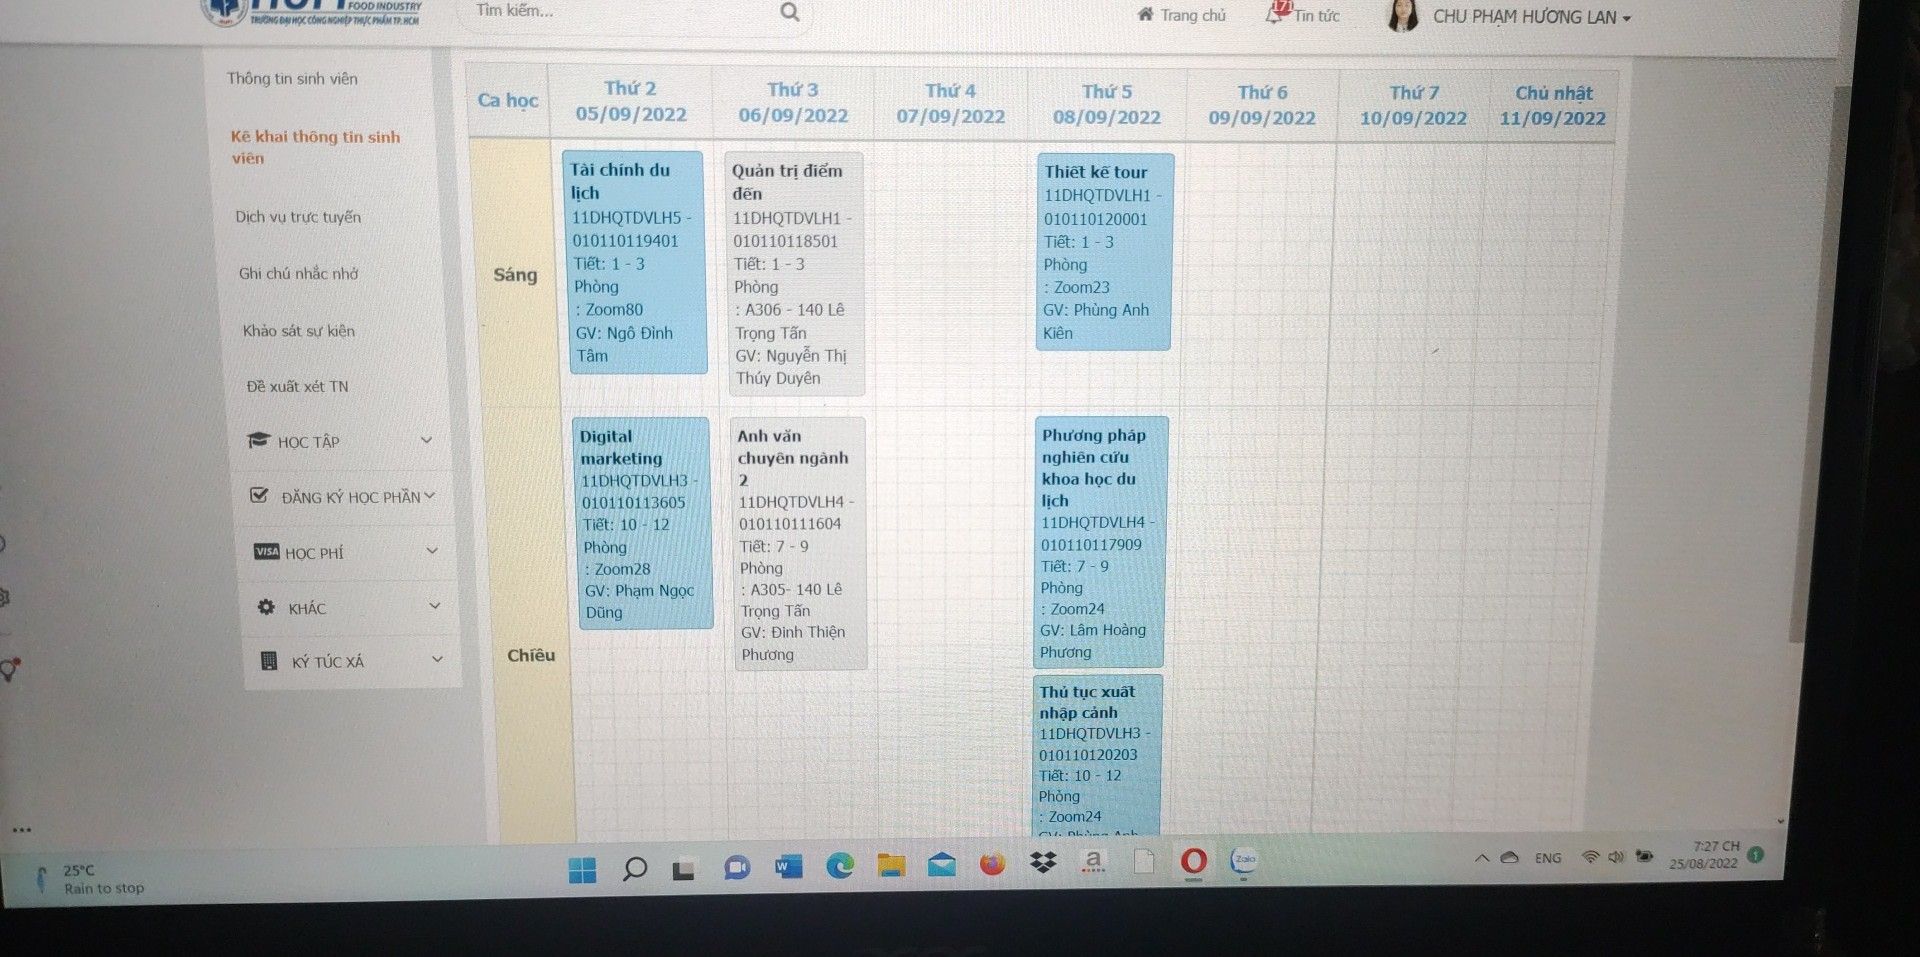 FOOD INDUSTRY
TRƯỜNG ĐẠI HỌC CÔNG NGHIỆP THỰC PHẨM TP. HCM
Tìm kiếm...
Trang chủ
171
Tin tức
CHU PHẠM HƯƠNG LAN
Thông tin sinh viên
Kê khai thông tin sinh
viên
Dịch vụ trực tuyến
Ghi chú nhắc nhở
Khảo sát sự kiện
Đề xuất xét TN
HỌC TẬP
ĐĂNG KÝ HỌC PHẦN
VISA HỌC PHÍ
KHÁC
KÝ TÚC XÁ
Ca học
Thứ 2
05/09/2022
Thứ 3
06/09/2022
Thứ 4
07/09/2022
Thứ 5
08/09/2022
Thứ 6
09/09/2022
Thứ 7
10/09/2022
Chủ nhật
11/09/2022
Sáng
Tài chính du
lịch
11DHQTDVLH5 -
010110119401
Tiết: 1 - 3
Phòng
: Zoom80
GV: Ngô Đình
Tâm
Quản trị điểm
đến
11DHQTDVLH1 -
010110118501
Tiết: 1 - 3
Phòng
: A306 - 140 Lê
Trọng Tấn
GV: Nguyễn Thị
Thúy Duyên
Thiết kế tour
11DHQTDVLH1 -
010110120001
Tiết: 1 - 3
Phòng
: Zoom23
GV: Phùng Anh
Kiên
Chiều
Digital
marketing
11DHQTDVLH3 -
010110113605
Tiết: 10 - 12
Phòng
: Zoom28
GV: Phạm Ngọc
Dũng
Anh văn
chuyên ngành
2
11DHQTDVLH4 -
010110111604
Tiết: 7 - 9
Phòng
: A305- 140 Lê
Trọng Tấn
GV: Đinh Thiện
Phương
Phương pháp
nghiên cứu
khoa học du
lịch
11DHQTDVLH4 -
010110117909
Tiết: 7 - 9
Phòng
: Zoom24
GV: Lâm Hoàng
Phương
Thủ tục xuất
nhập cảnh
11DHQTDVLH3 -
010110120203
Tiết: 10 - 12
Phòng
: Zoom24
GV: Phùng Anh
25°C
Rain to stop
W
a
Zalo
ENG
7:27 CH
25/08/2022
1